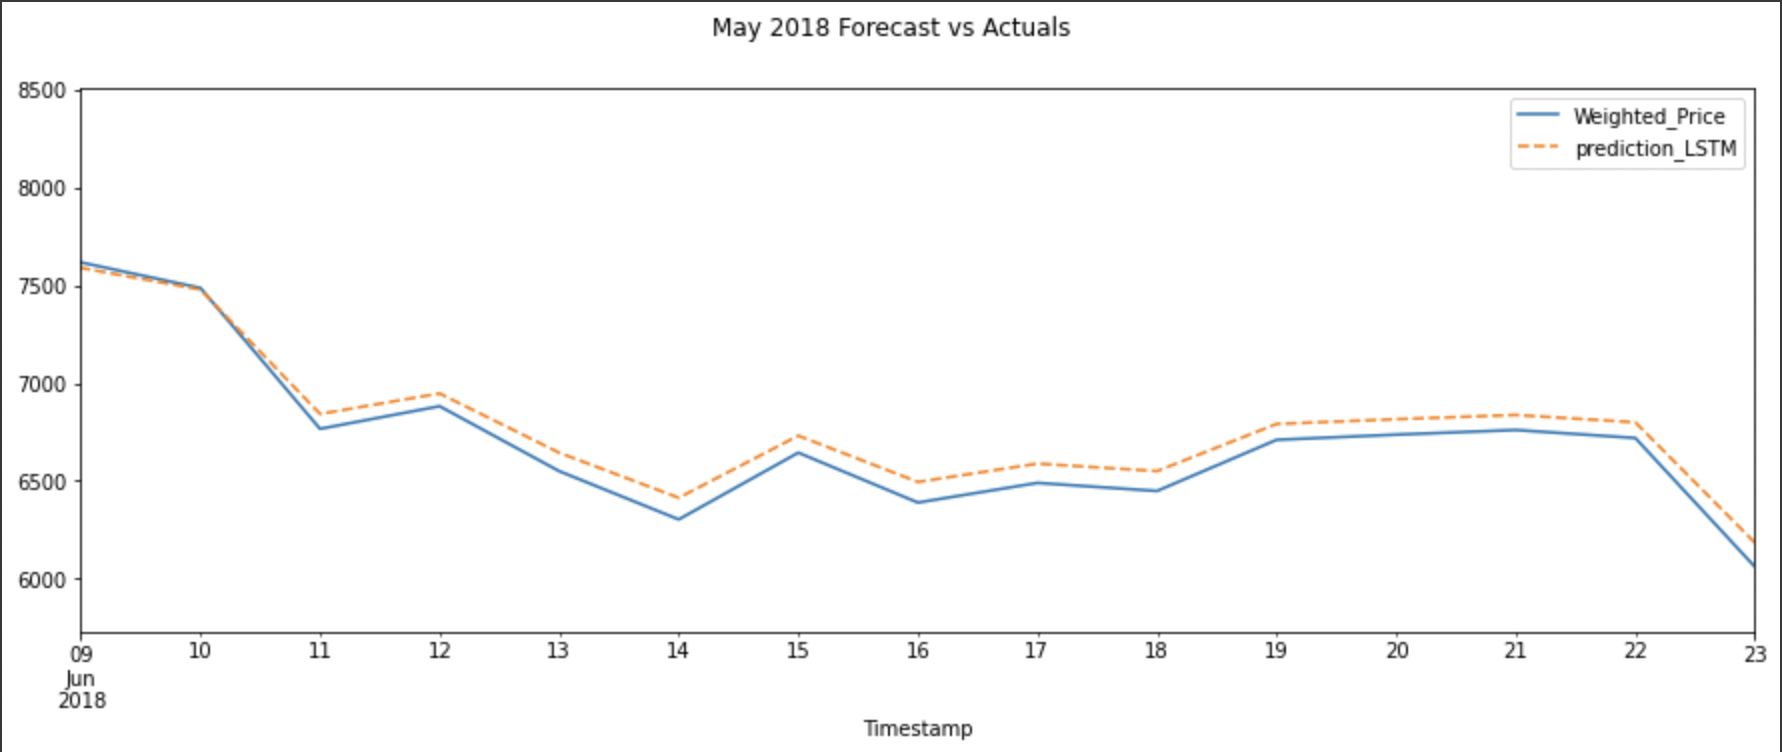 May 2018 Forecast vs Actuals
8500
Weighted_Price
prediction_LSTM
8000
7500
7000
6500
6000
09 10 11 12 13 14 15 16 17 18 19 20 21 22 23
Jun
2018
Timestamp